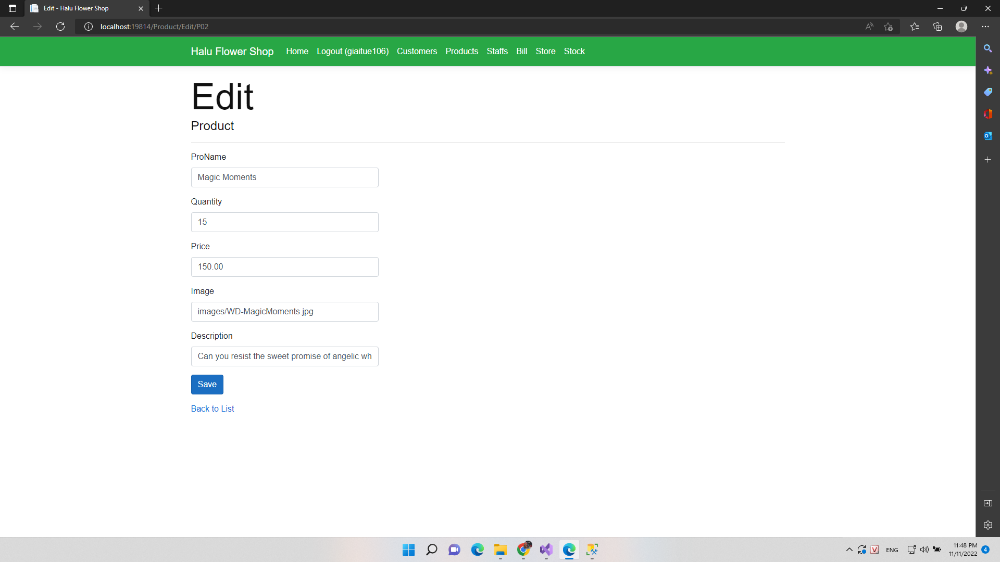 Edit - Halu Flower Shop
localhost:19814/Product/Edit/P02
Halu Flower Shop Home Logout (giaitue106) Customers Products Staffs Bill Store Stock
Edit
Product
ProName
Magic Moments
Quantity
15
Price
150.00
Image
images/WD-MagicMoments.jpg
Description
Can you resist the sweet promise of angelic wh
Save
Back to List
ENG
11:48 PM
11/11/2022
4